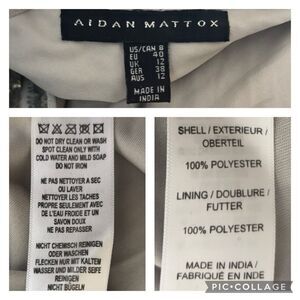 AIDAN MATTOX
US/CAN 8
EU 40
UK 12
GER 38
AUS 12
MADE IN
INDIA
DO NOT DRY CLEAN OR WASH
SPOT CLEAN ONLY WITH
COLD WATER AND MILD SOAP
DO NOT IRON
NE PAS NETTOYER A SEC
OU LAVER
NETTOYER LES TACHES
PROPRE SEULEMENT AVEC
DE L'EAU FROIDE ET UN
SAVON DOUX
NE PAS REPASSER
NICHT CHEMISCH REINIGEN
ODER WASCHEN
FLECKEN NUR MIT KALTEM
WASSER UND MILDER SEIFE
REINIGEN
NICHT BÜGELN
SHELL / EXTERIEUR /
OBERTEIL
100% POLYESTER
LINING / DOUBLURE /
FUTTER
100% POLYESTER
MADE IN INDIA /
FABRIQUÉ EN INDE
PIC•COLLAGE